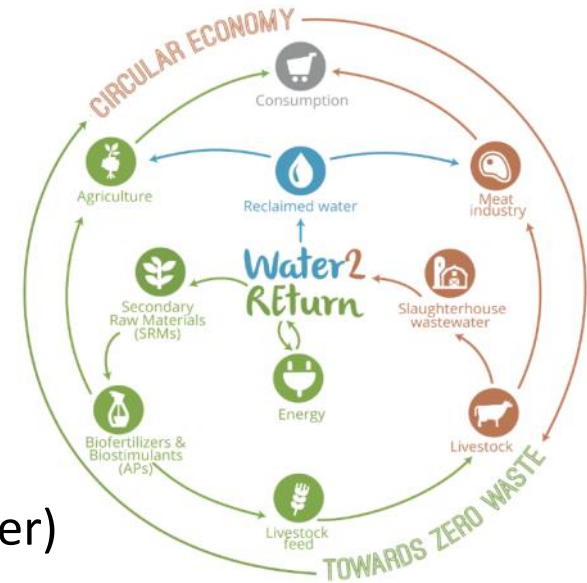 CIRCULAR ECONOMY
Consumption
Agriculture
Reclaimed water
Meat
industry
Water2
REturn
Secondary
Raw Materials
(SRMs)
Slaughterhouse
wastewater
Energy
Biofertilizers &
Biostimulants
(APs)
Livestock
Livestock
feed
TOWARDS ZERO WASTE
er)